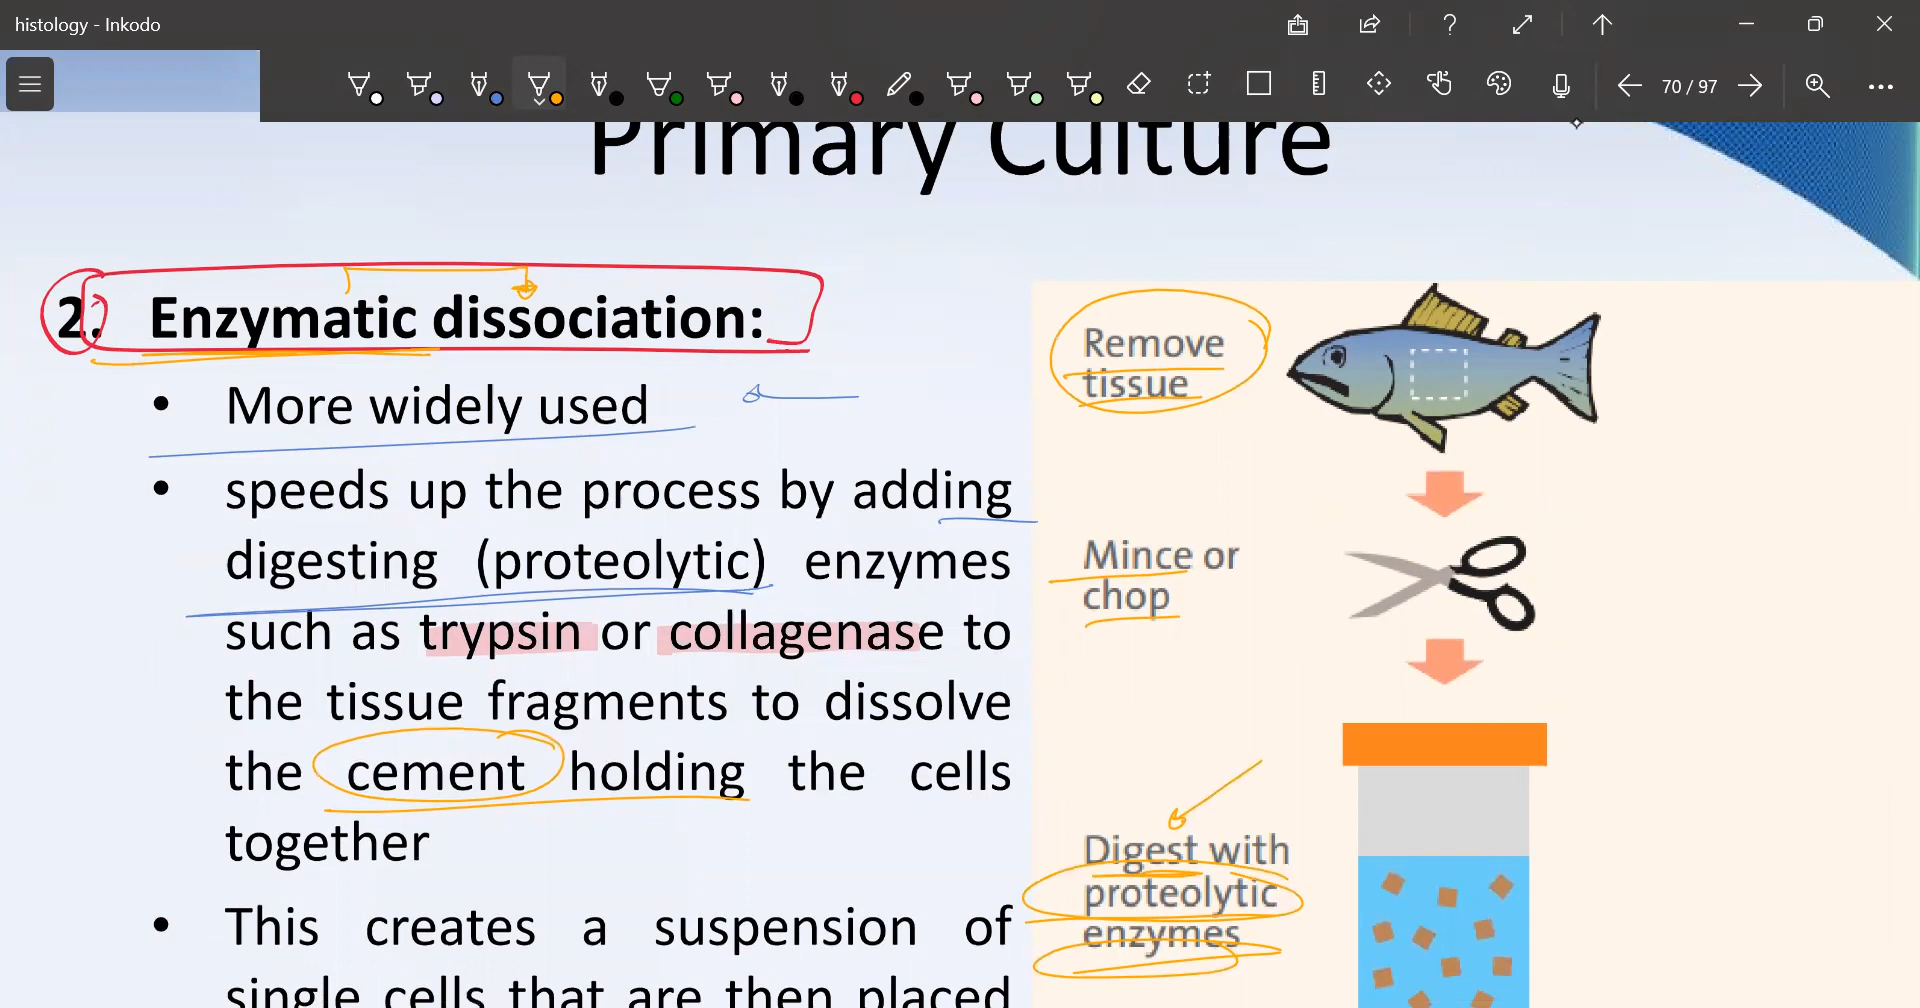 histology - Inkodo
70 / 97
Primary Culture
2. Enzymatic dissociation:
• More widely used
• speeds up the process by adding
digesting (proteolytic) enzymes
such as trypsin or collagenase to
the tissue fragments to dissolve
the cement holding the cells
together
• This creates a suspension of
single cells that are then placed
Remove
tissue
Mince or
chop
Digest with
proteolytic
enzymes